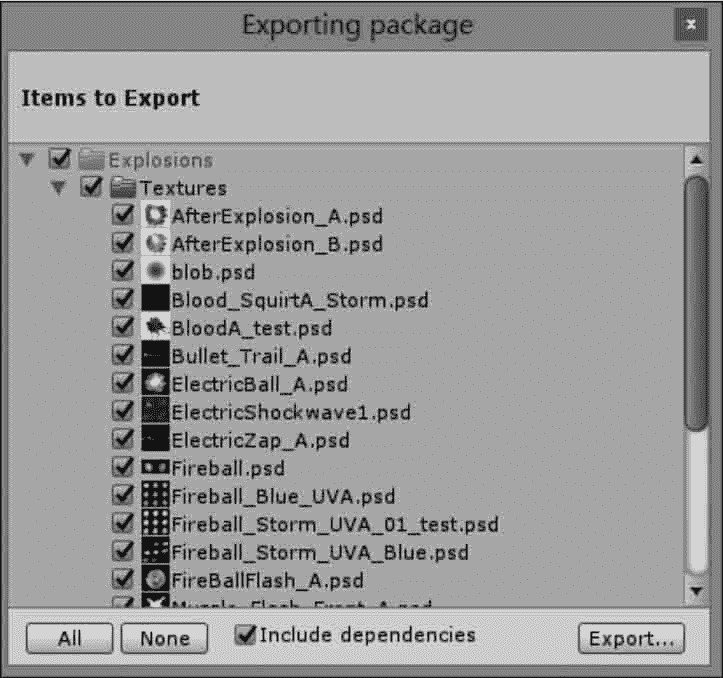 Exporting package
x
Items to Export
Explosions
Textures
AfterExplosion_A.psd
AfterExplosion_B.psd
blob.psd
Blood_SquirtA_Storm.psd
BloodA_test.psd
Bullet_Trail_A.psd
ElectricBall_A.psd
ElectricShockwave1.psd
ElectricZap_A.psd
Fireball.psd
Fireball_Blue_UVA.psd
Fireball_Storm_UVA_01_test.psd
Fireball_Storm_UVA_Blue.psd
FireBallFlash_A.psd
All None Include dependencies Export...